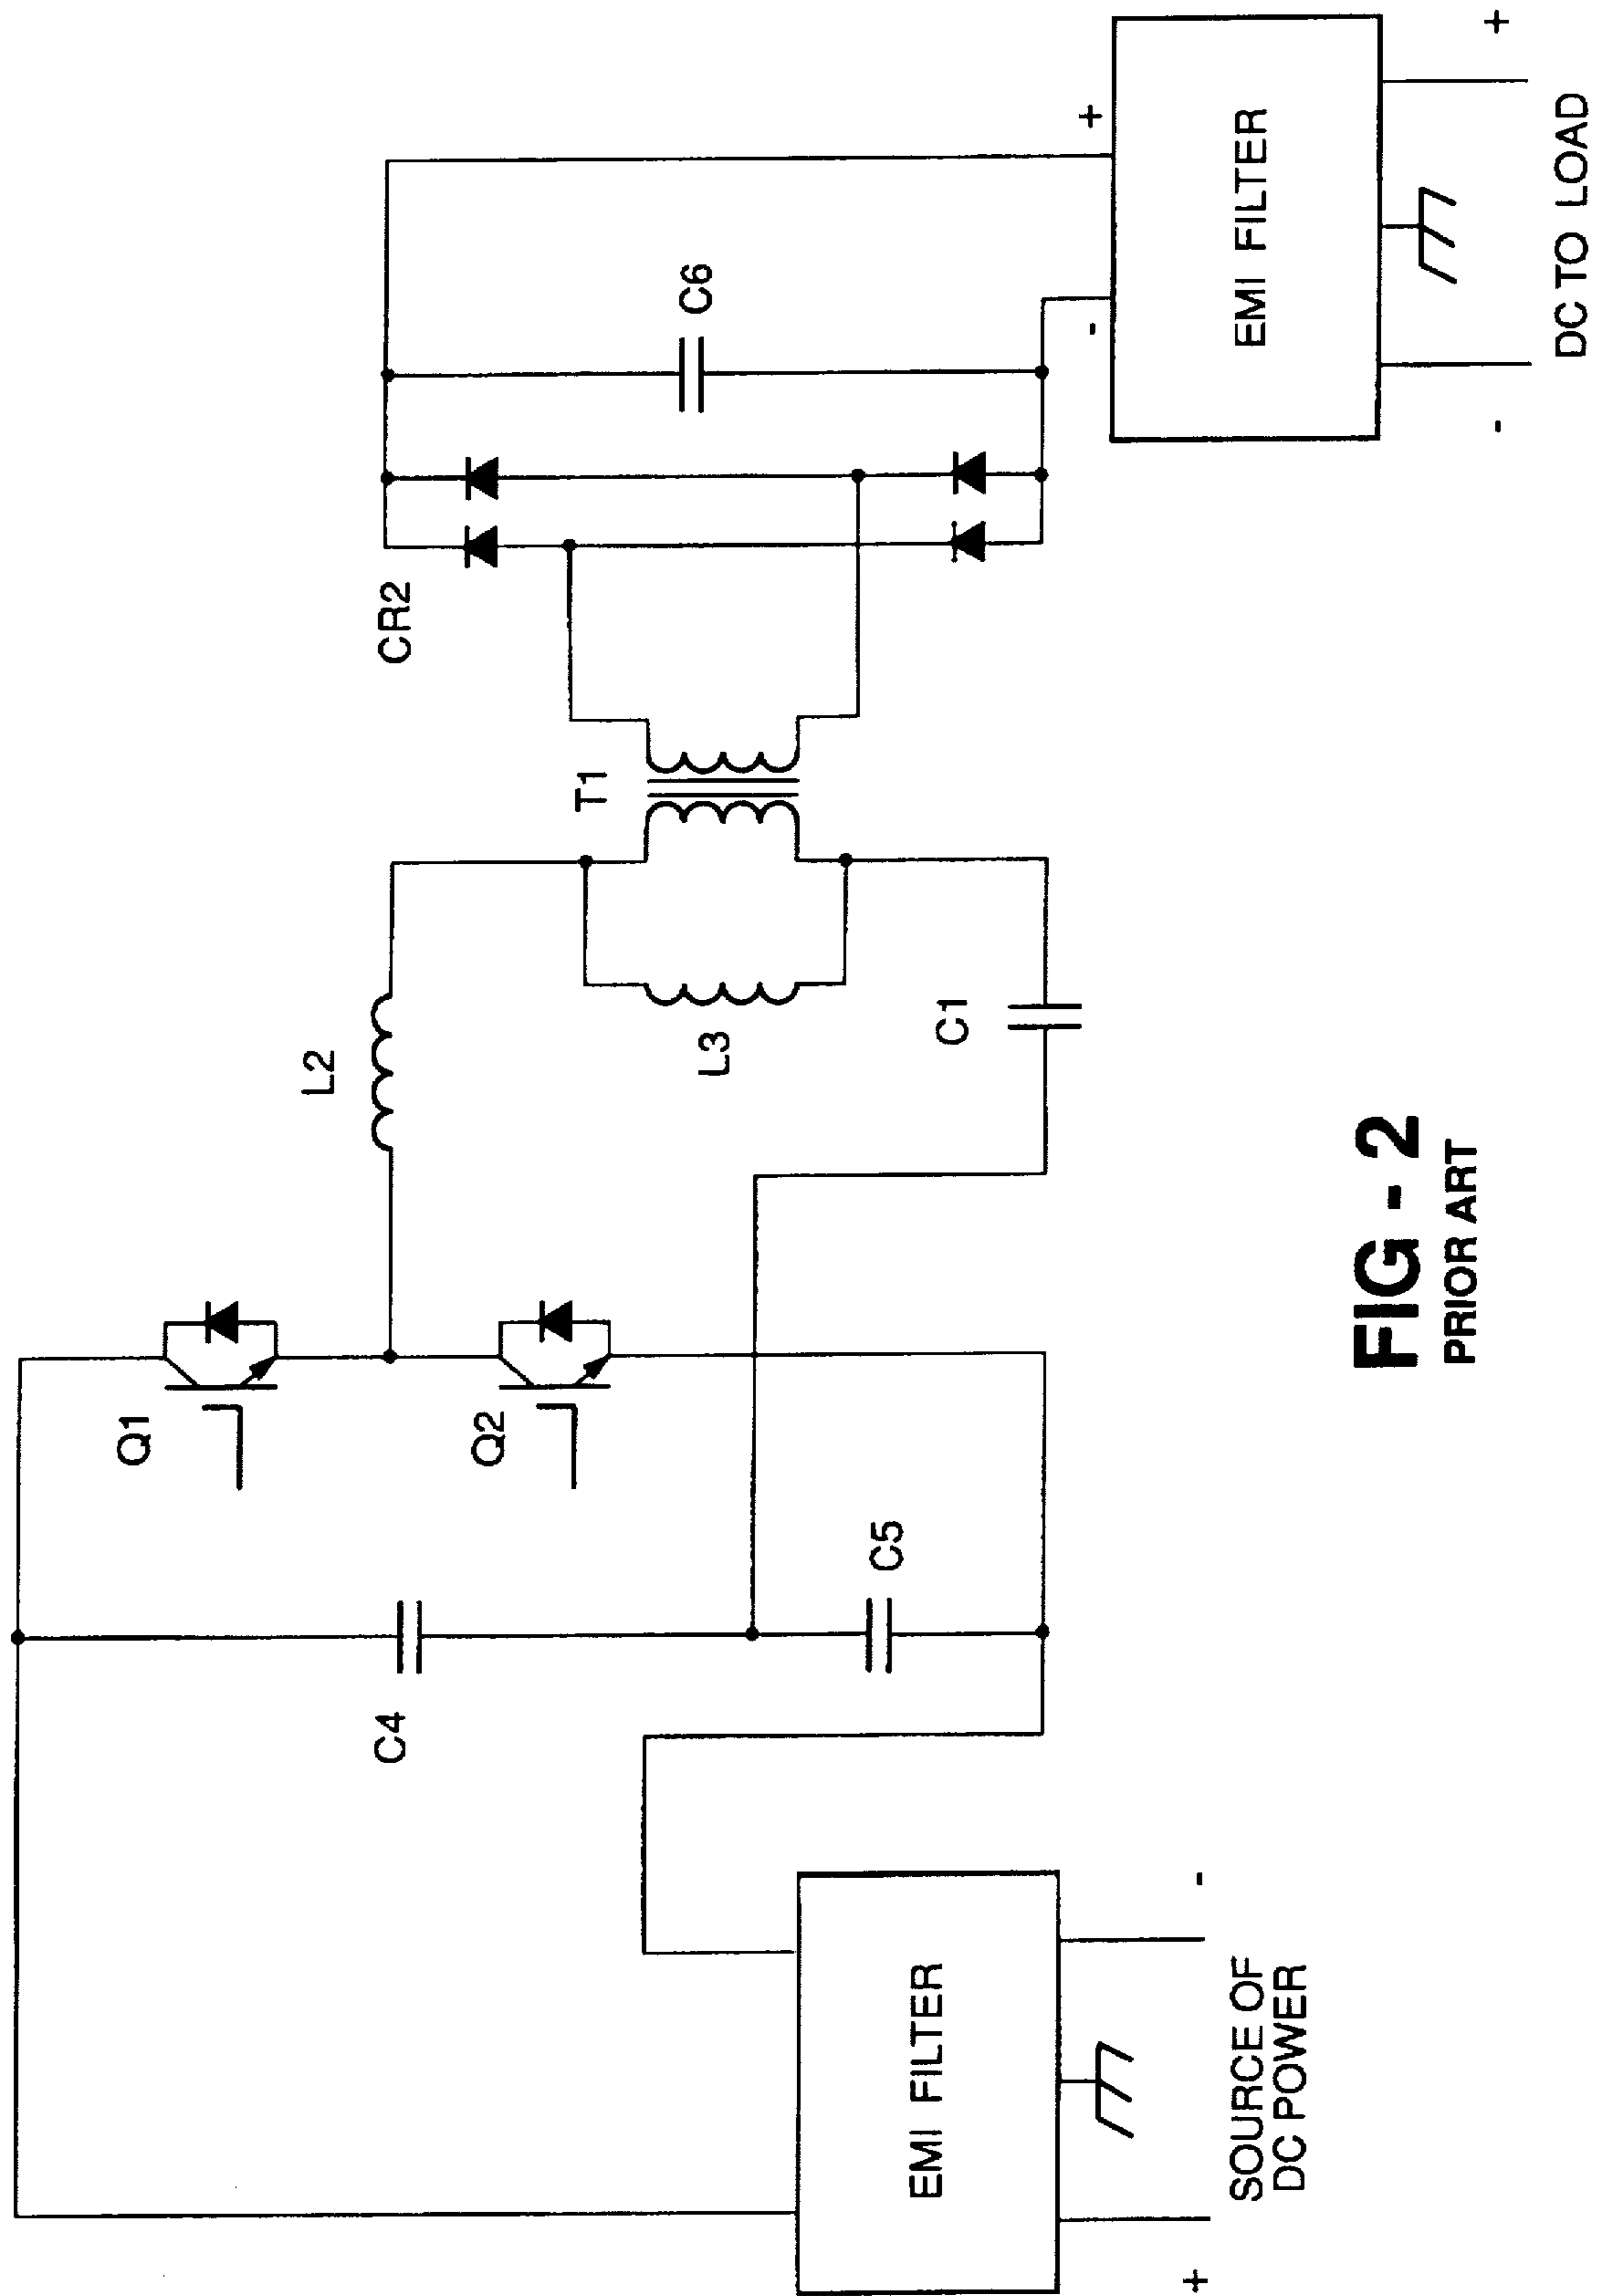 Q1
L2
CR2
C4
Q2
T1
C6
L3
C5
C1
+
-
EMI FILTER
EMI FILTER
+
-
+
-
SOURCE OF
DC POWER
DC TO LOAD
FIG - 2
PRIOR ART